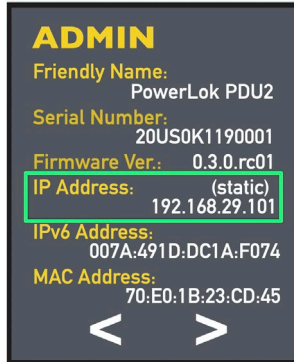 ADMIN
Friendly Name:
PowerLok PDU2
Serial Number:
20US0K1190001
Firmware Ver.: 0.3.0.rc01
IP Address: (static)
192.168.29.101
IPv6 Address:
007A:491D:DC1A:F074
MAC Address:
70:E0:1B:23:CD:45
< >